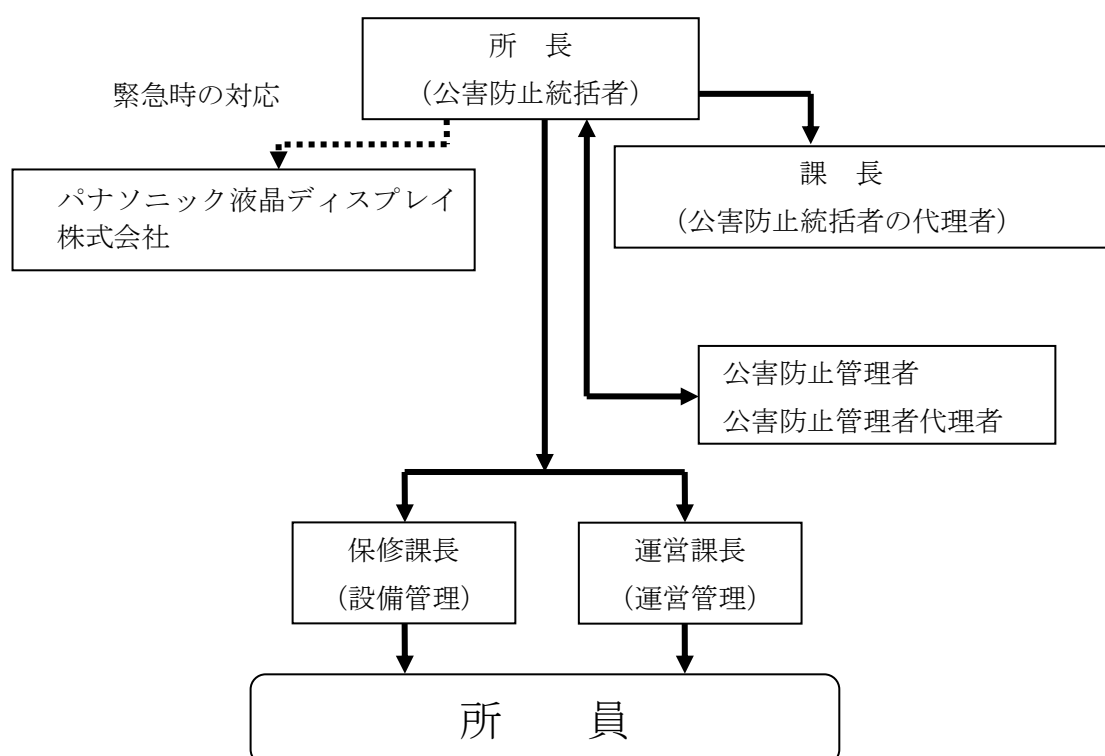 所　長
（公害防止統括者）
緊急時の対応
パナソニック液晶ディスプレイ
株式会社
課　長
（公害防止統括者の代理者）
公害防止管理者
公害防止管理者代理者
保修課長
（設備管理）
運営課長
（運営管理）
所　　員